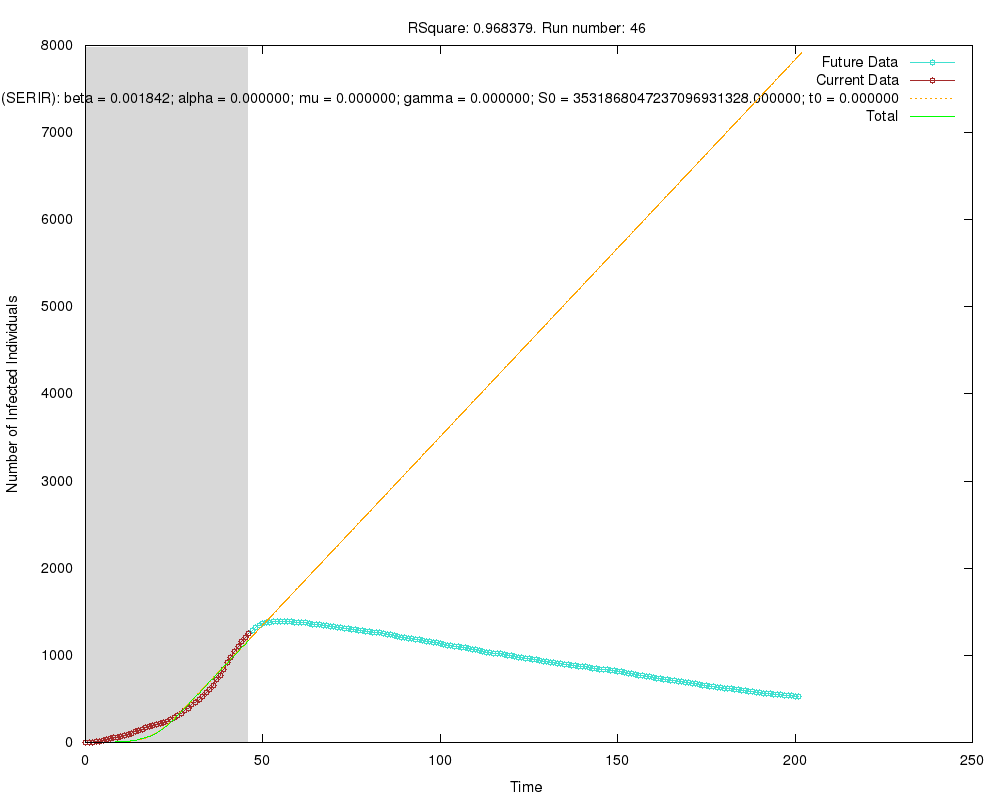 RSquare: 0.968379. Run number: 46
8000
7000
6000
5000
4000
3000
2000
1000
0
Number of Infected Individuals
Future Data
Current Data
(SERIR): beta = 0.001842; alpha = 0.000000; mu = 0.000000; gamma = 0.000000; S0 = 3531868047237096931328.000000; t0 = 0.000000
Total
0 50 100 150 200 250
Time